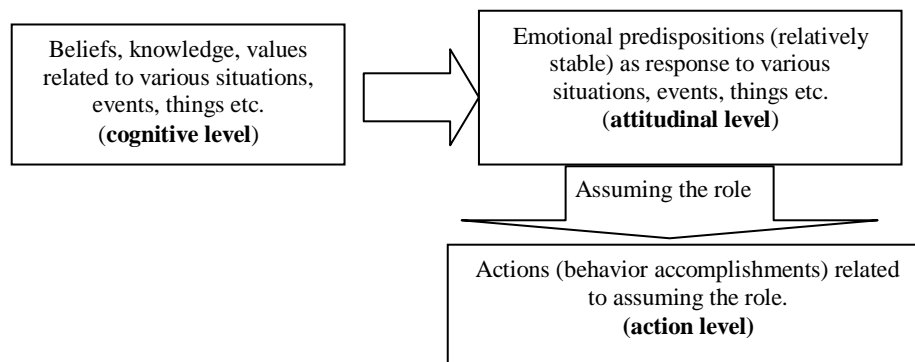 Beliefs, knowledge, values
related to various situations,
events, things etc.
(cognitive level)
Emotional predispositions (relatively
stable) as response to various
situations, events, things etc.
(attitudinal level)
Assuming the role
Actions (behavior accomplishments) related
to assuming the role.
(action level)